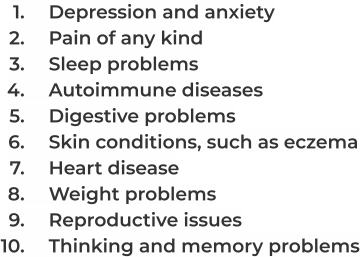 1. Depression and anxiety
2. Pain of any kind
3. Sleep problems
4. Autoimmune diseases
5. Digestive problems
6. Skin conditions, such as eczema
7. Heart disease
8. Weight problems
9. Reproductive issues
10. Thinking and memory problems